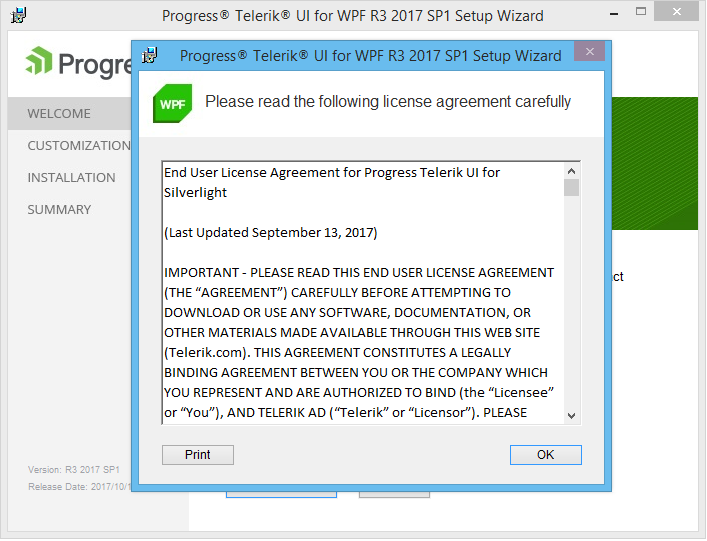 Progress® Telerik® UI for WPF R3 2017 SP1 Setup Wizard
WELCOME
CUSTOMIZATION
INSTALLATION
SUMMARY
Version: R3 2017 SP1
Release Date: 2017/10/
Progress® Telerik® UI for WPF R3 2017 SP1 Setup Wizard
WPF
Please read the following license agreement carefully
End User License Agreement for Progress Telerik UI for
Silverlight
(Last Updated September 13, 2017)
IMPORTANT - PLEASE READ THIS END USER LICENSE AGREEMENT
(THE “AGREEMENT”) CAREFULLY BEFORE ATTEMPTING TO
DOWNLOAD OR USE ANY SOFTWARE, DOCUMENTATION, OR
OTHER MATERIALS MADE AVAILABLE THROUGH THIS WEB SITE
(Telerik.com). THIS AGREEMENT CONSTITUTES A LEGALLY
BINDING AGREEMENT BETWEEN YOU OR THE COMPANY WHICH
YOU REPRESENT AND ARE AUTHORIZED TO BIND (the “Licensee”
or “You”), AND TELERIK AD (“Telerik” or “Licensor”). PLEASE
Print
OK